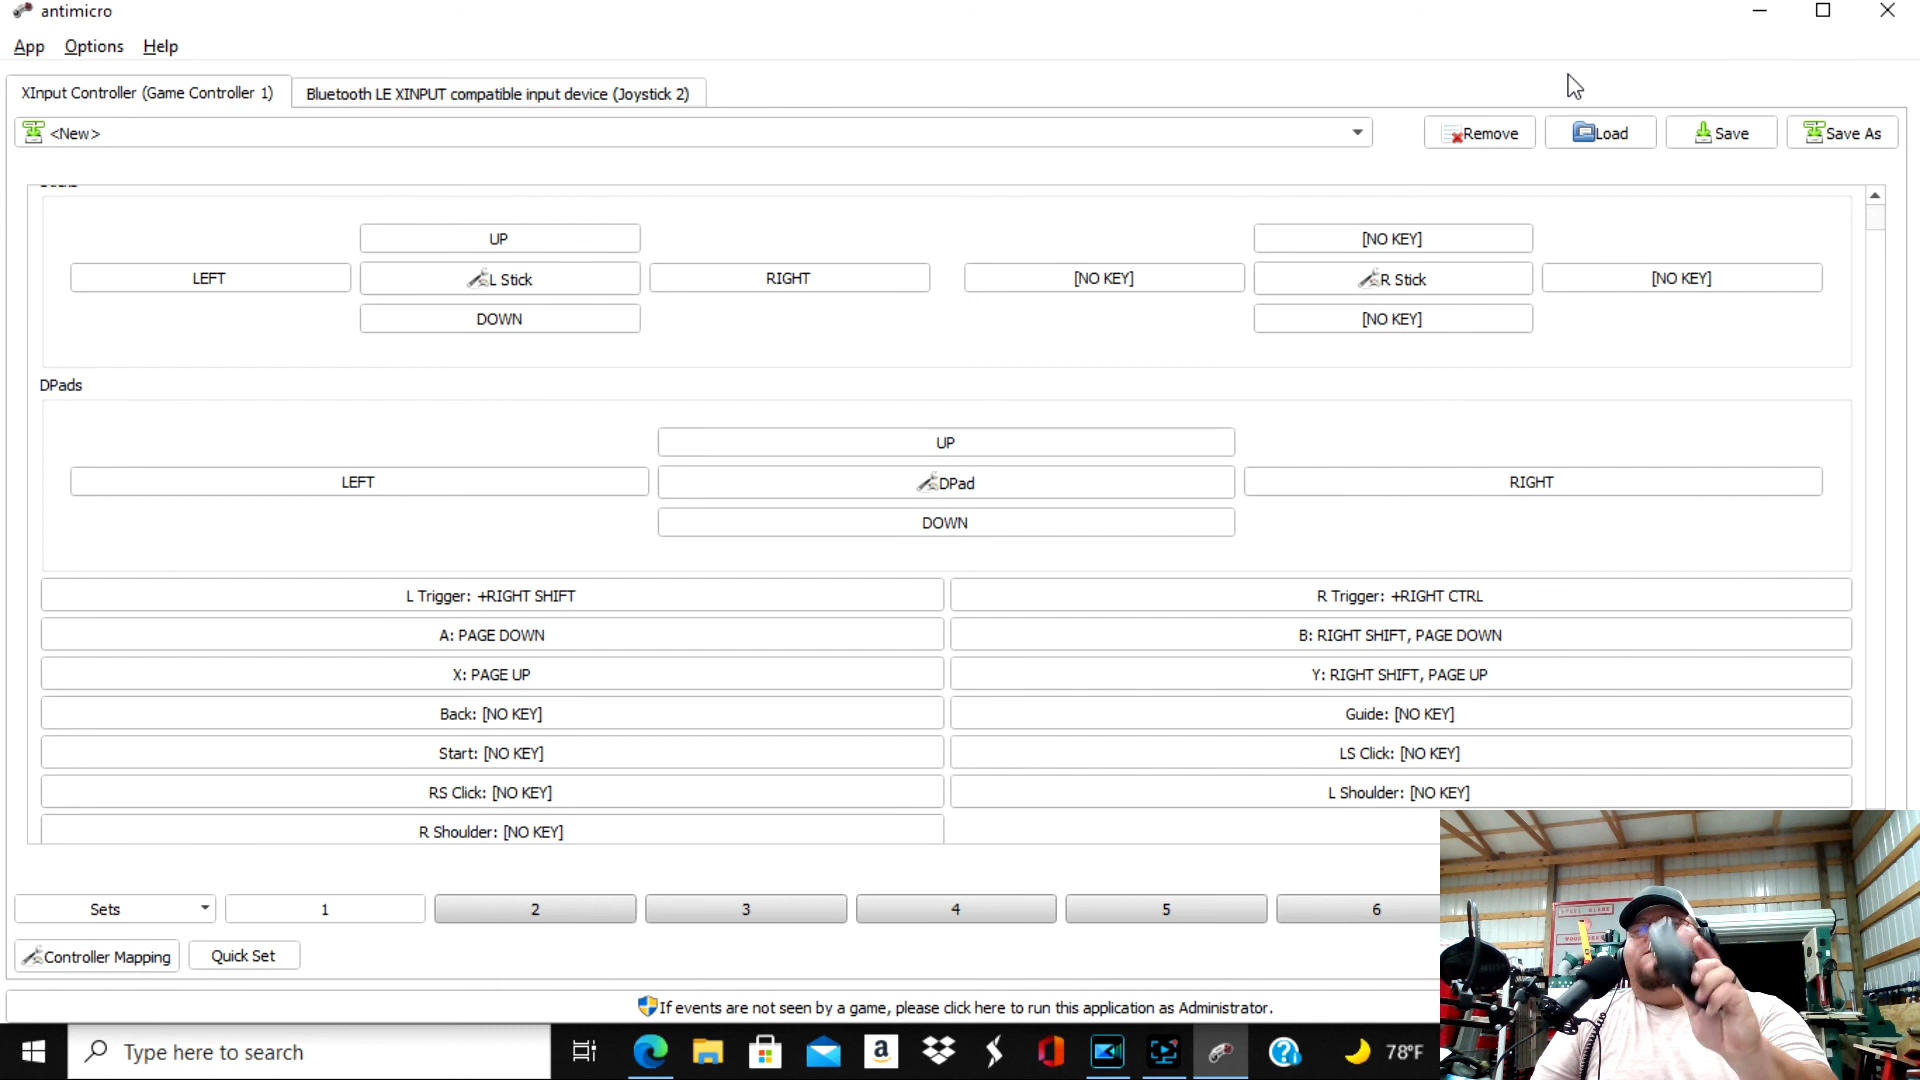 antimicro
App Options Help
XInput Controller (Game Controller 1) Bluetooth LE XINPUT compatible input device (Joystick 2)
<New> Remove Load Save Save As
UP [NO KEY]
LEFT L Stick RIGHT [NO KEY] R Stick [NO KEY]
DOWN [NO KEY]
DPads
UP
LEFT DPad RIGHT
DOWN
L Trigger: +RIGHT SHIFT R Trigger: +RIGHT CTRL
A: PAGE DOWN B: RIGHT SHIFT, PAGE DOWN
X: PAGE UP Y: RIGHT SHIFT, PAGE UP
Back: [NO KEY] Guide: [NO KEY]
Start: [NO KEY] LS Click: [NO KEY]
RS Click: [NO KEY] L Shoulder: [NO KEY]
R Shoulder: [NO KEY]
Sets 1 2 3 4 5 6
Controller Mapping Quick Set
If events are not seen by a game, please click here to run this application as Administrator.
Type here to search 78°F